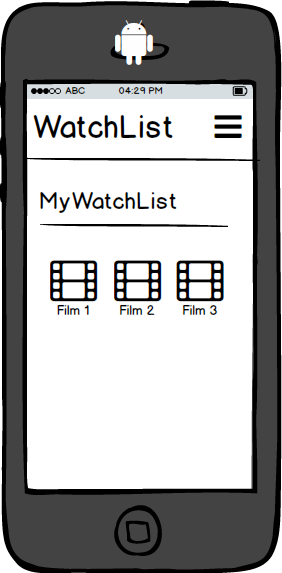 ABC 04:29 PM
WatchList
MyWatchList
Film 1 Film 2 Film 3